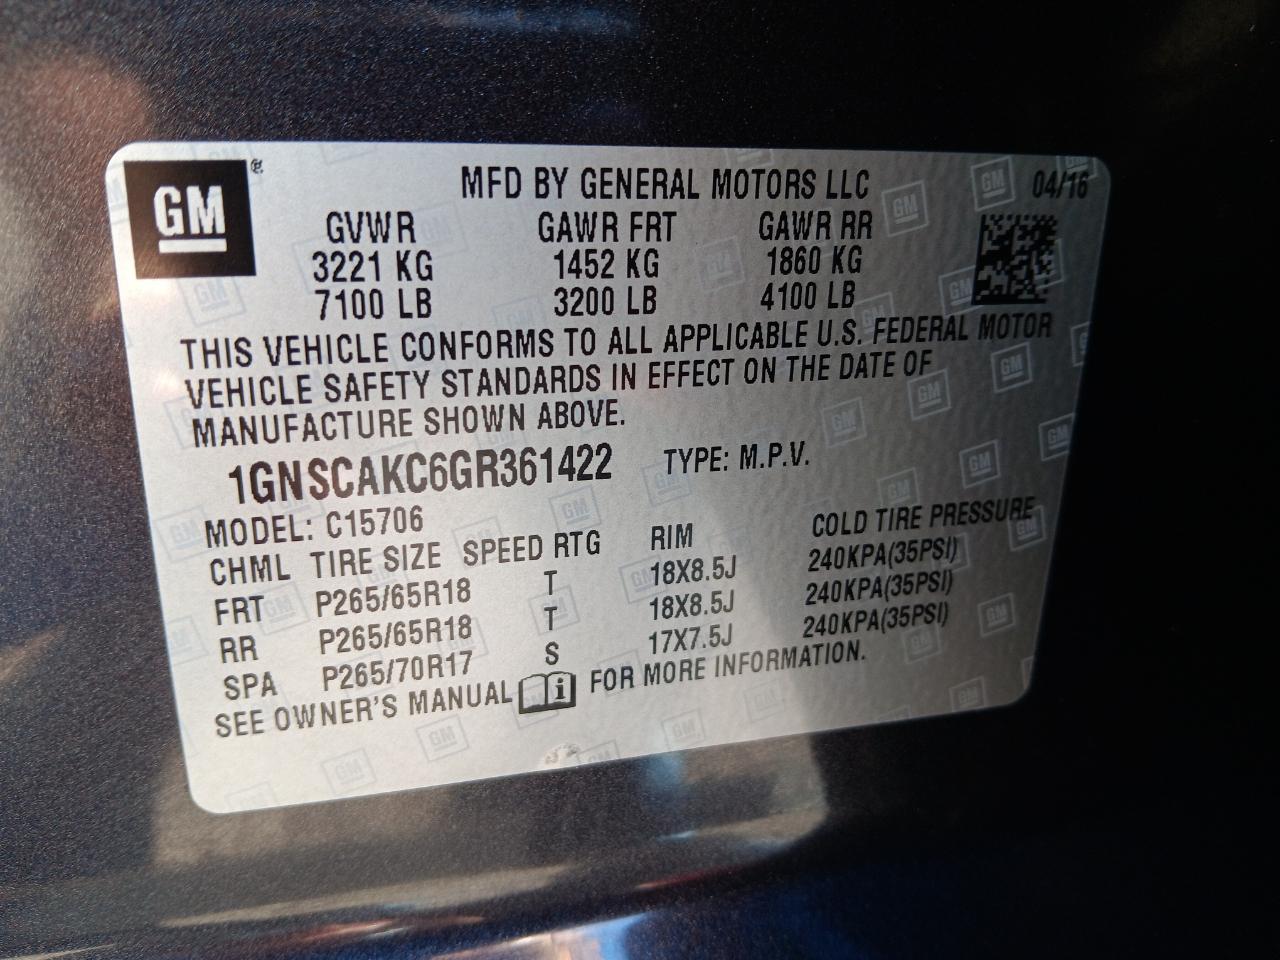 GM ®
MFD BY GENERAL MOTORS LLC 04/16
GVWR GAWR FRT GAWR RR
3221 KG 1452 KG 1860 KG
7100 LB 3200 LB 4100 LB
THIS VEHICLE CONFORMS TO ALL APPLICABLE U.S. FEDERAL MOTOR
VEHICLE SAFETY STANDARDS IN EFFECT ON THE DATE OF
MANUFACTURE SHOWN ABOVE.
1GNSCAKC6GR361422 TYPE: M.P.V.
MODEL: C15706
CHML TIRE SIZE SPEED RTG RIM COLD TIRE PRESSURE
FRT P265/65R18 T 18X8.5J 240KPA(35PSI)
RR P265/65R18 T 18X8.5J 240KPA(35PSI)
SPA P265/70R17 S 17X7.5J 240KPA(35PSI)
SEE OWNER'S MANUAL i FOR MORE INFORMATION.